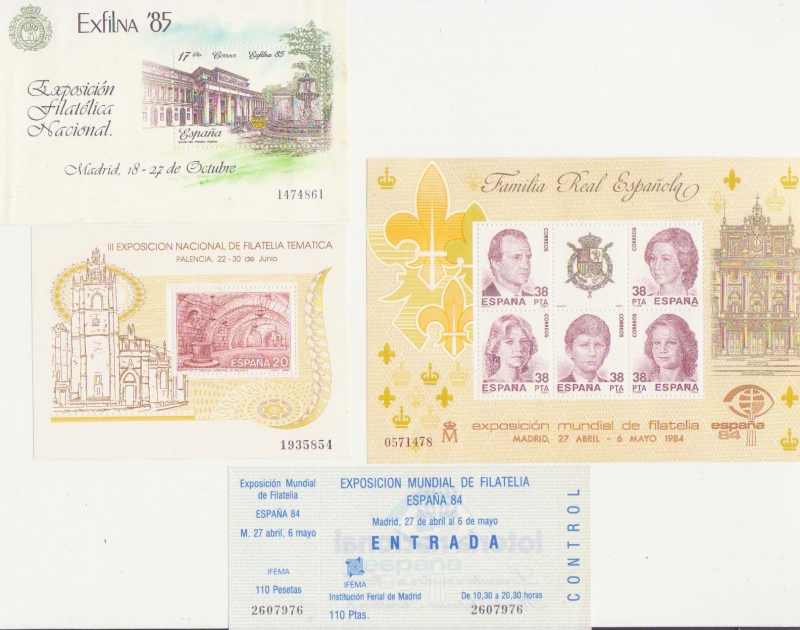 Exfilna '85
17 Pts Correos Exfilna 85
Exposición
Filatélica
Nacional.
España
Madrid, 18-27 de Octubre
1474861
III EXPOSICION NACIONAL DE FILATELIA TEMATICA
PALENCIA, 22-30 de Junio
ESPAÑA 20
1935854
Familia Real Española
CORREOS
38
PTA
ESPAÑA
CORREOS
38
PTA
ESPAÑA
CORREOS
38
PTA
ESPAÑA
CORREOS
38
PTA
ESPAÑA
CORREOS
38
PTA
ESPAÑA
0571478
M
exposición mundial de filatelia
MADRID, 27 ABRIL - 6 MAYO 1984
españa
84
Exposición Mundial
de Filatelia
ESPAÑA 84
M. 27 abril, 6 mayo
IFEMA
110 Pesetas
2607976
EXPOSICION MUNDIAL DE FILATELIA
ESPAÑA 84
Madrid, 27 de abril al 6 de mayo
ENTRADA
IFEMA
Institución Ferial de Madrid
De 10,30 a 20,30 horas
110 Ptas.
2607976
CONTROL